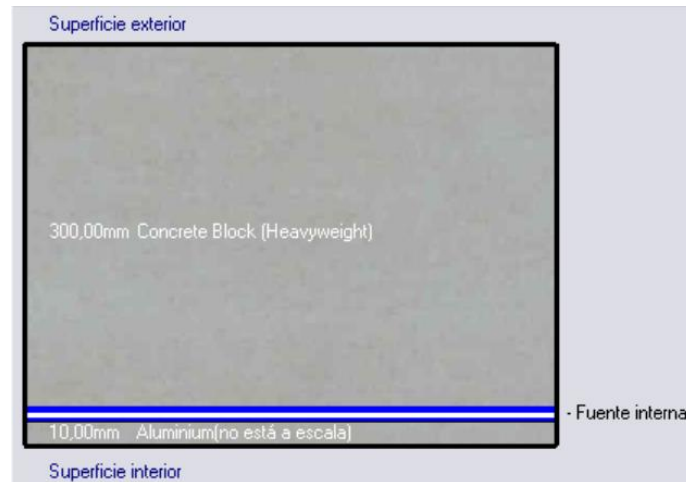 Superficie exterior
300,00mm Concrete Block (Heavyweight)
- Fuente interna
10,00mm Aluminium(no está a escala)
Superficie interior